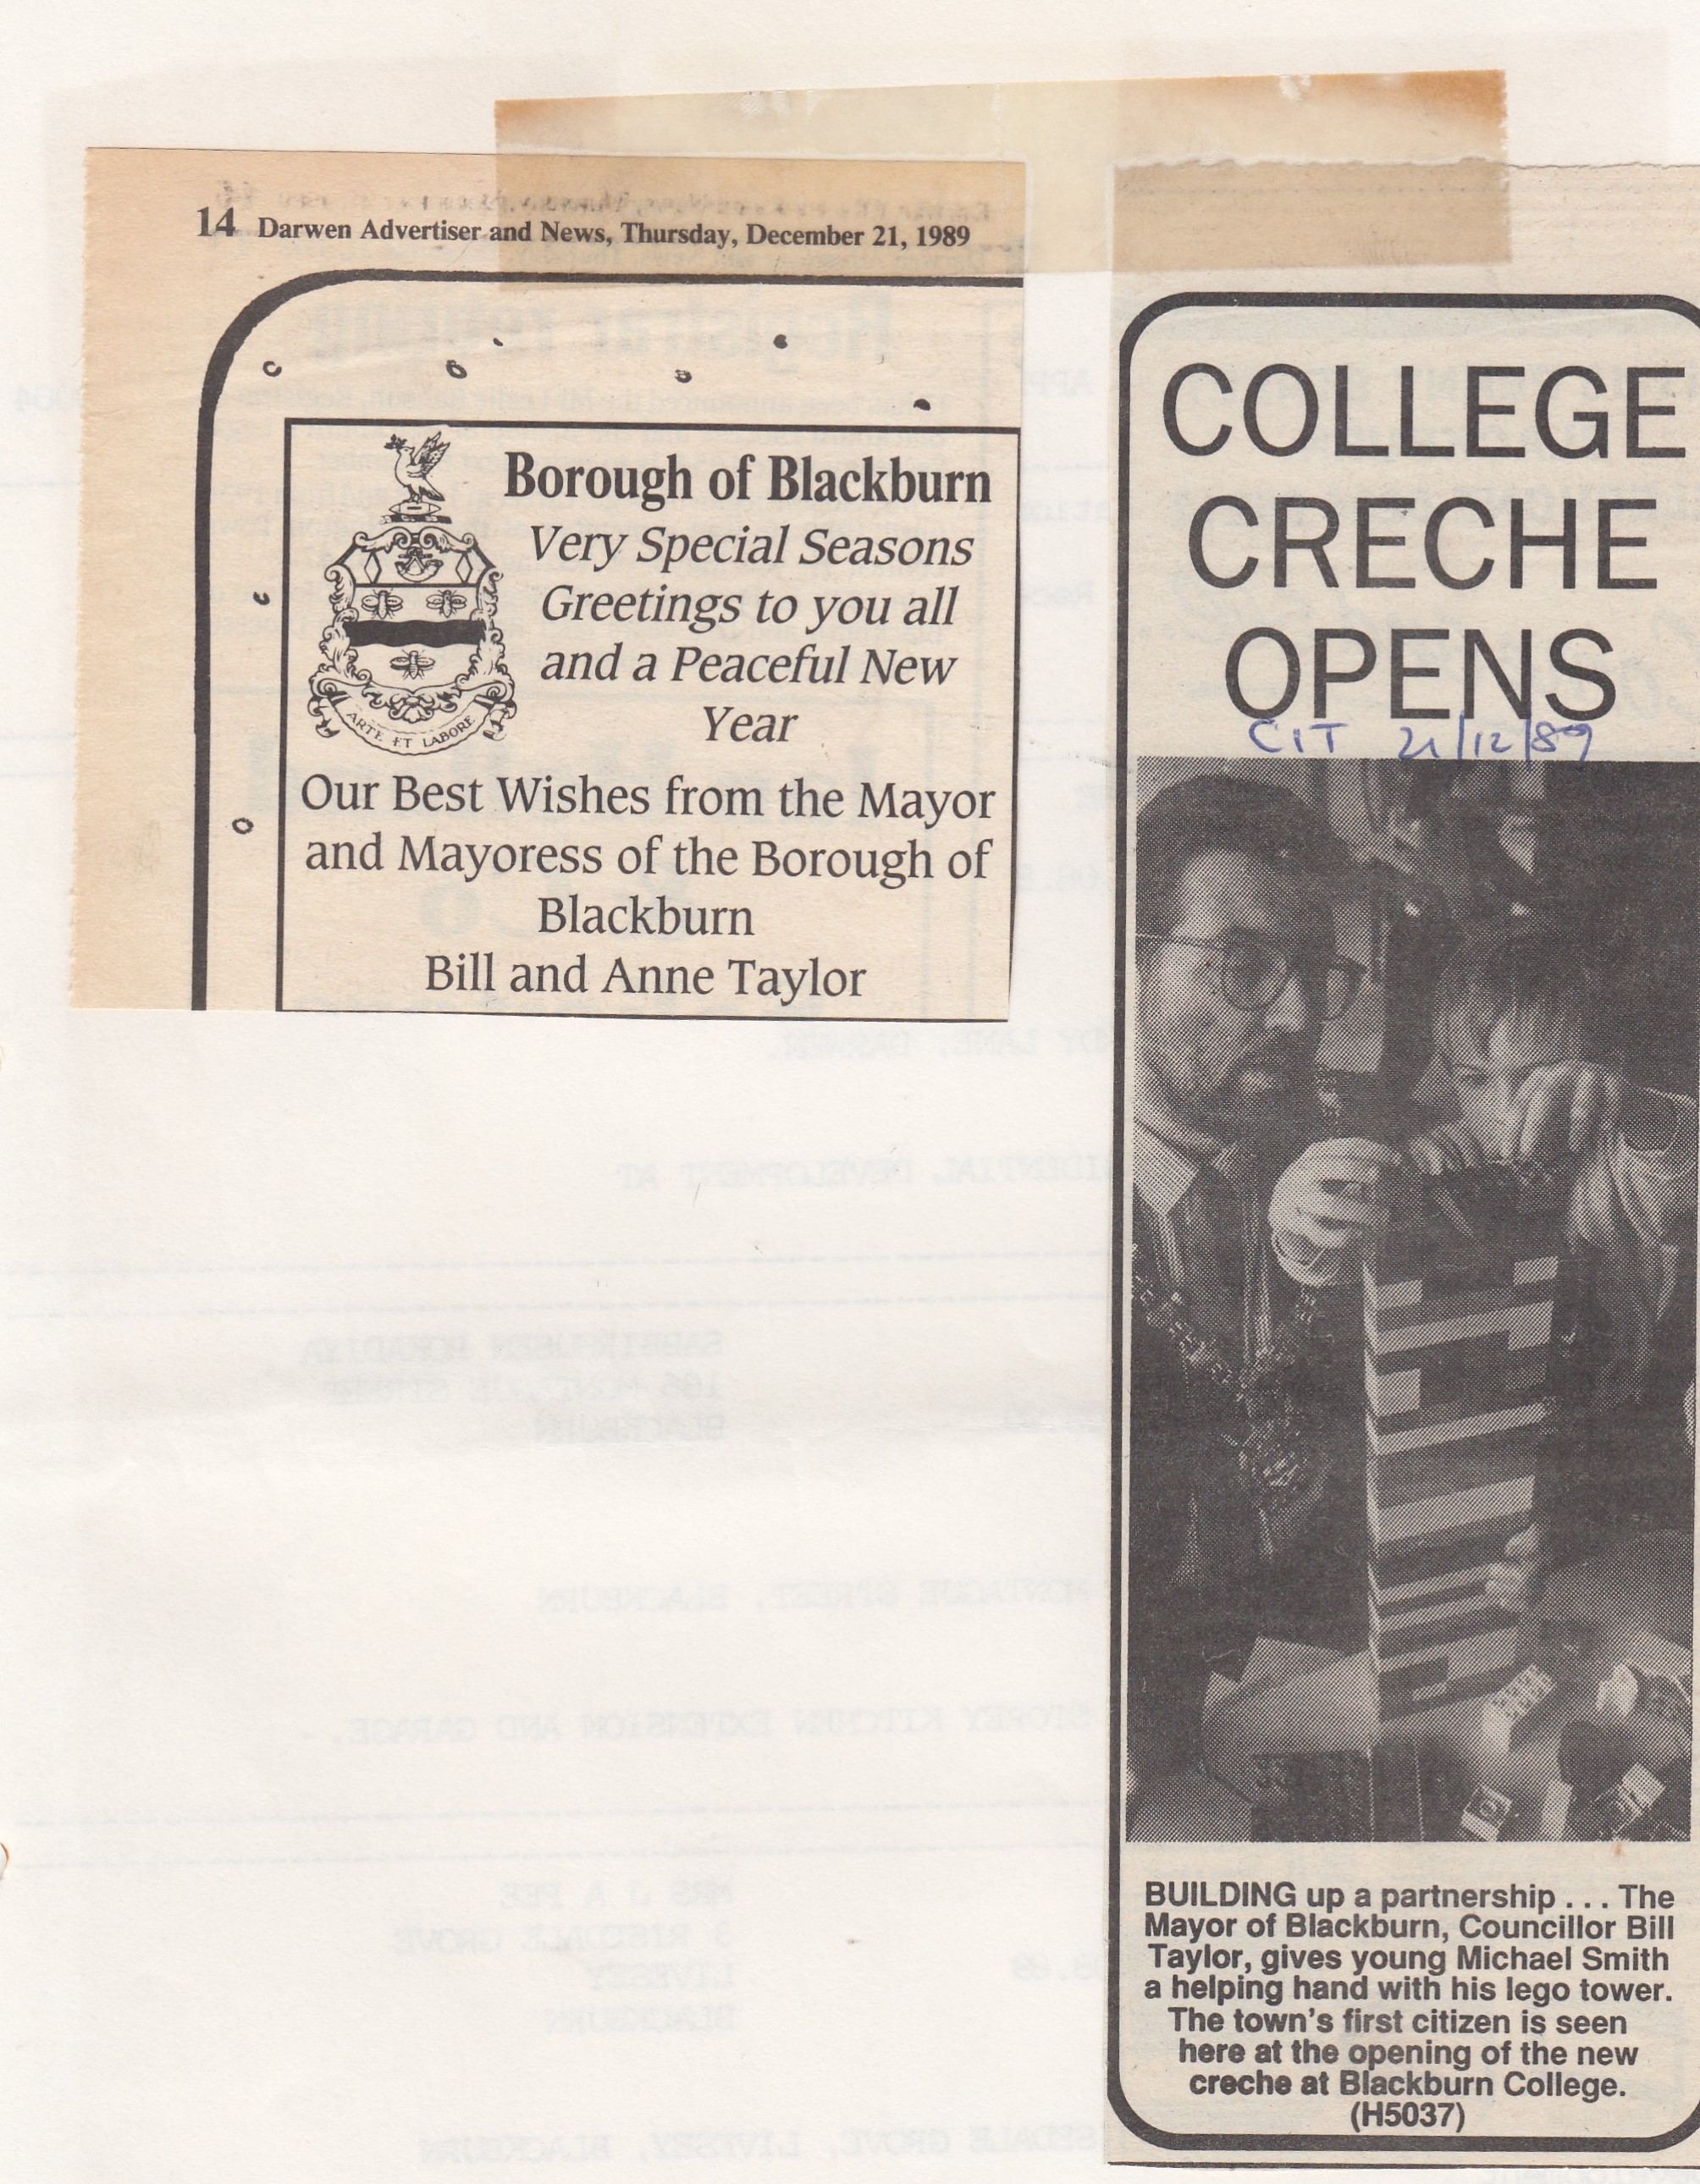 14 Darwen Advertiser and News, Thursday, December 21, 1989
Borough of Blackburn
Very Special Seasons
Greetings to you all
and a Peaceful New
Year
ARTE ET LABORE
Our Best Wishes from the Mayor
and Mayoress of the Borough of
Blackburn
Bill and Anne Taylor
COLLEGE
CRECHE
OPENS
CIT 21/12/89
BUILDING up a partnership . . . The
Mayor of Blackburn, Councillor Bill
Taylor, gives young Michael Smith
a helping hand with his lego tower.
The town's first citizen is seen
here at the opening of the new
creche at Blackburn College.
(H5037)